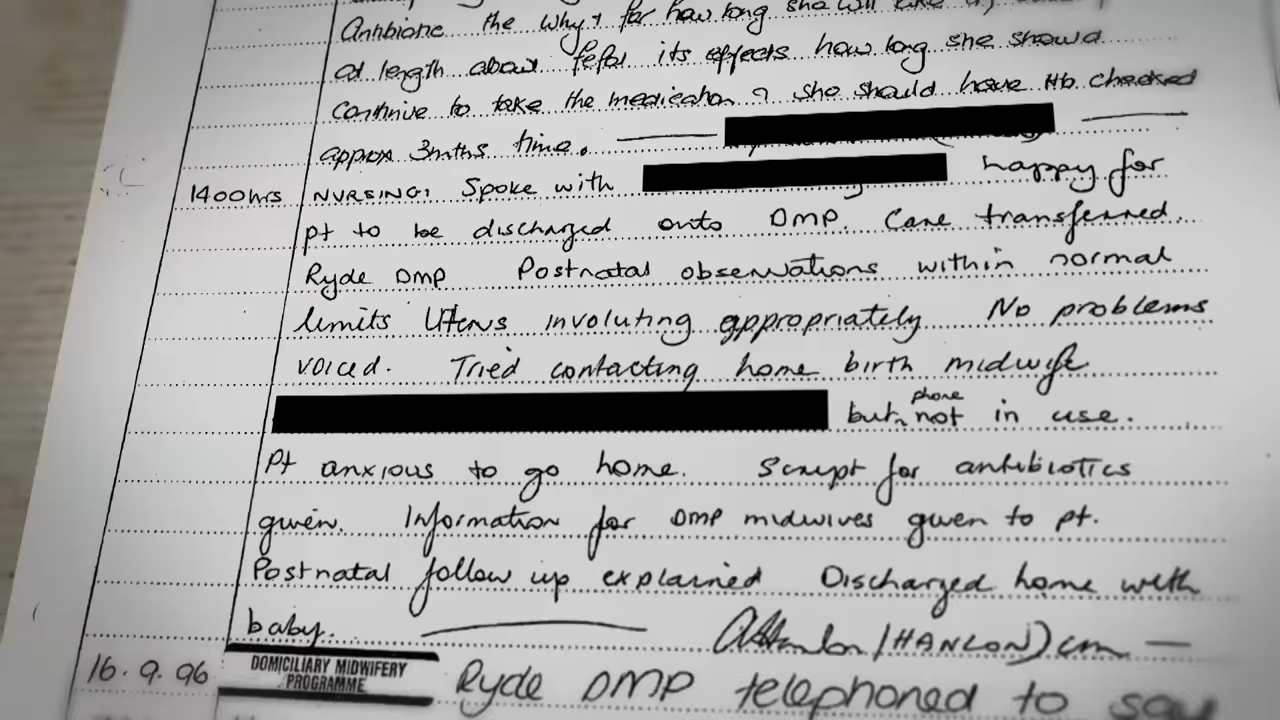 Antibiotic the why & for how long she will take
at length about fefol its effects how long she should
continue to take the medication & she should have Hb checked
approx 3mths time.
1400hrs NURSING: Spoke with happy for
pt to be discharged onto DMP. Care transferred.
Ryde DMP Postnatal observations within normal
limits Uterus involuting appropriately No problems
voiced. Tried contacting home birth midwife
but phone not in use.
Pt anxious to go home. Script for antibiotics
given. Information for DMP midwives given to pt.
Postnatal follow up explained Discharged home with
baby. (HANLON) cm
16.9.96 DOMICILIARY MIDWIFERY PROGRAMME Ryde DMP telephoned to say